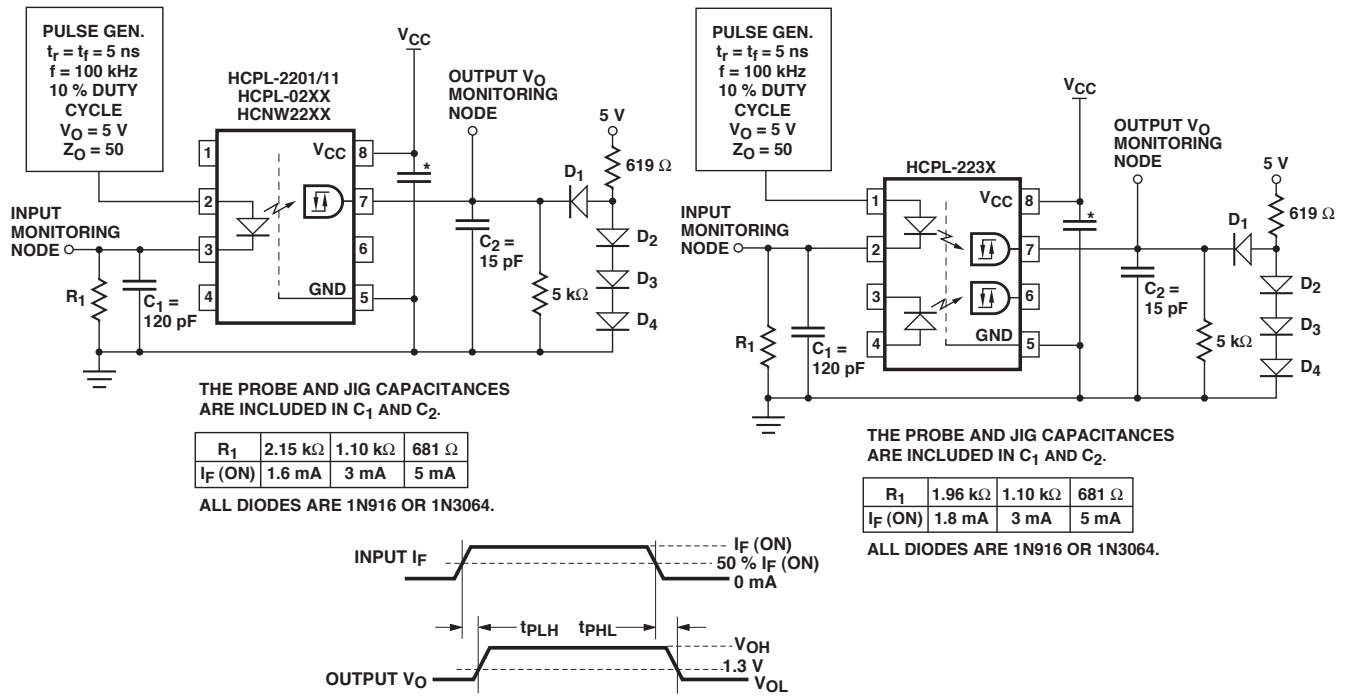 PULSE GEN.
tr = tf = 5 ns
f = 100 kHz
10 % DUTY
CYCLE
VO = 5 V
ZO = 50
HCPL-2201/11
HCPL-02XX
HCNW22XX
VCC
OUTPUT VO
MONITORING
NODE
5 V
619 Ω
D1
1
VCC 8
*
2
7
INPUT
MONITORING
NODE
3
6
D2
C2 =
15 pF
D3
R1
C1 =
120 pF
4
GND 5
5 kΩ
D4
THE PROBE AND JIG CAPACITANCES
ARE INCLUDED IN C1 AND C2.
R1 2.15 kΩ 1.10 kΩ 681 Ω
IF (ON) 1.6 mA 3 mA 5 mA
ALL DIODES ARE 1N916 OR 1N3064.
PULSE GEN.
tr = tf = 5 ns
f = 100 kHz
10 % DUTY
CYCLE
VO = 5 V
ZO = 50
HCPL-223X
VCC
OUTPUT VO
MONITORING
NODE
5 V
619 Ω
D1
1
VCC 8
*
INPUT
MONITORING
NODE
2
7
C2 =
15 pF
D2
3
6
D3
R1
C1 =
120 pF
4
GND 5
5 kΩ
D4
THE PROBE AND JIG CAPACITANCES
ARE INCLUDED IN C1 AND C2.
R1 1.96 kΩ 1.10 kΩ 681 Ω
IF (ON) 1.8 mA 3 mA 5 mA
ALL DIODES ARE 1N916 OR 1N3064.
INPUT IF
IF (ON)
50 % IF (ON)
0 mA
tPLH tPHL
VOH
1.3 V
OUTPUT VO
VOL